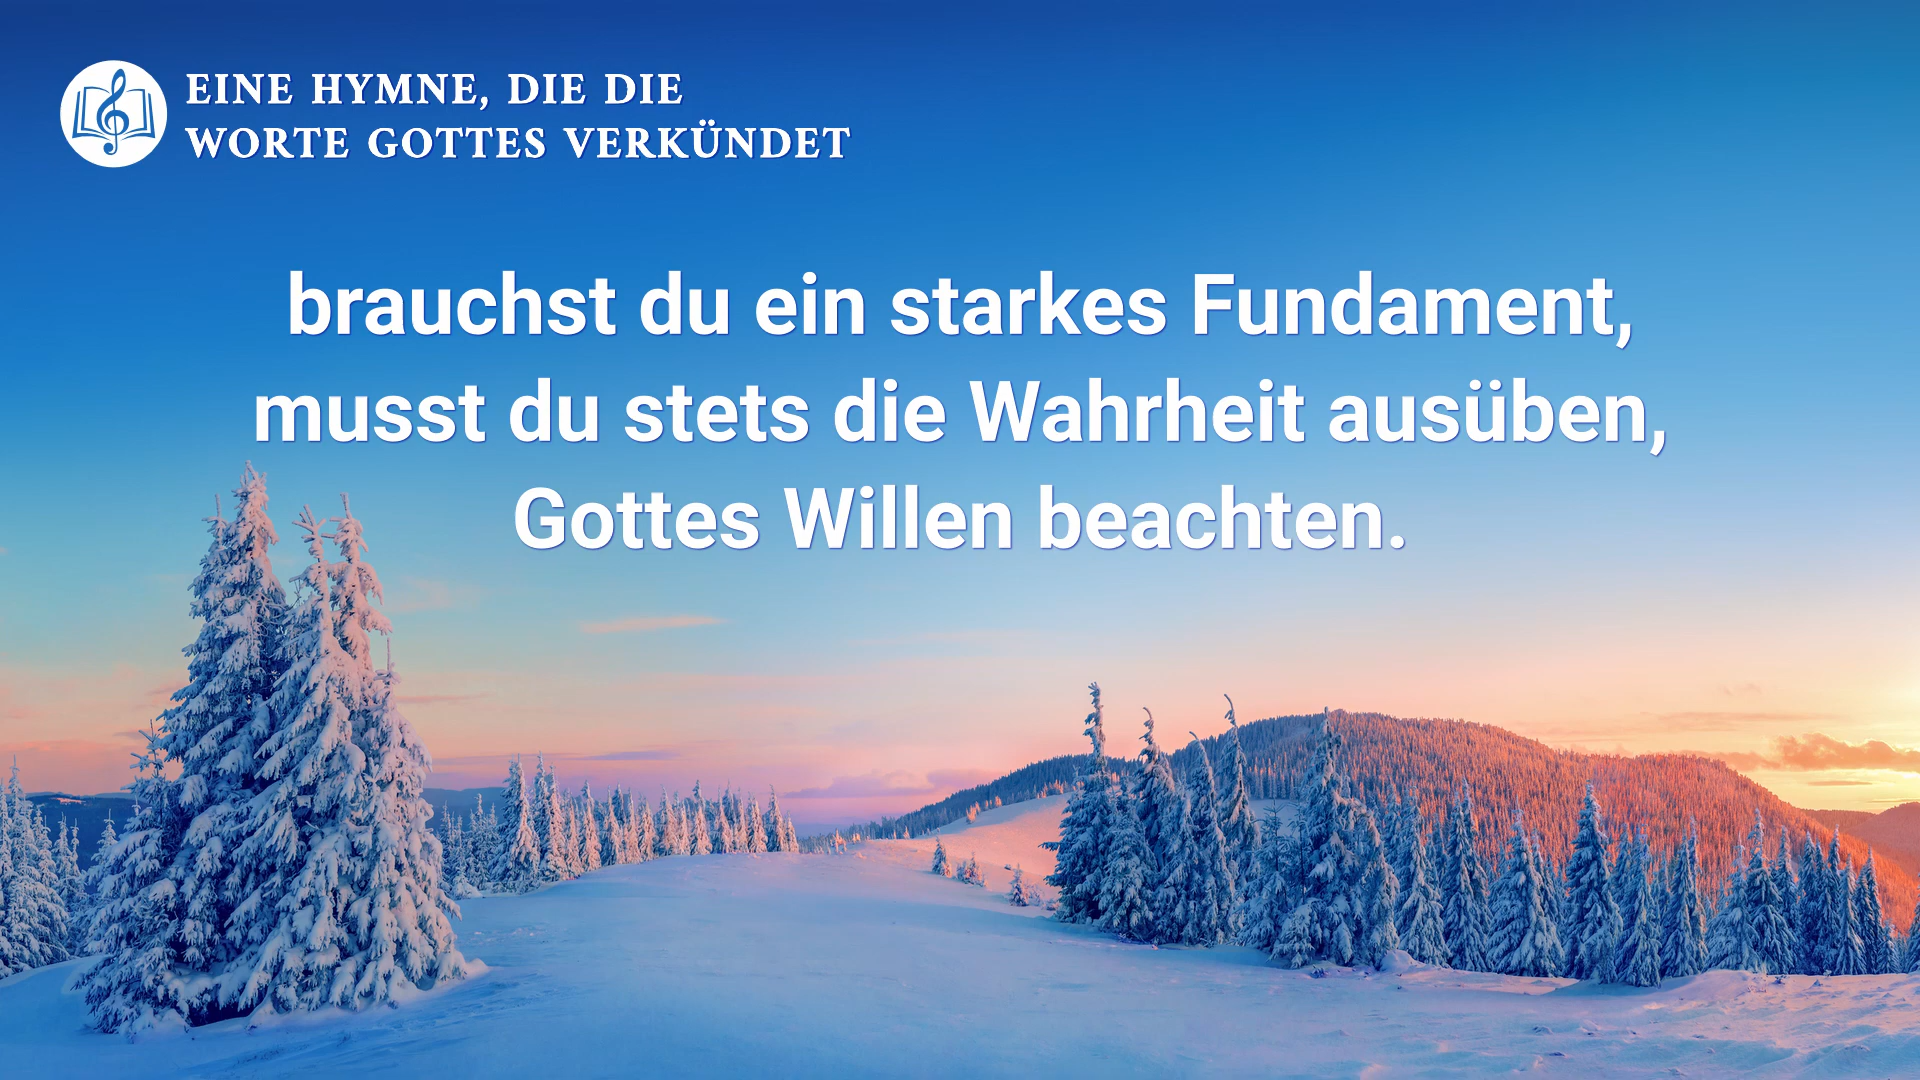 EINE HYMNE, DIE DIE
WORTE GOTTES VERKÜNDET
brauchst du ein starkes Fundament,
musst du stets die Wahrheit ausüben,
Gottes Willen beachten.